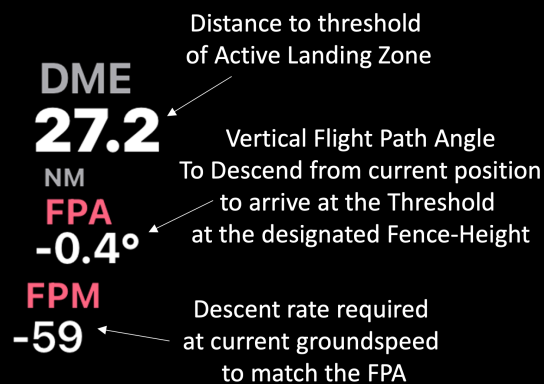 Distance to threshold
of Active Landing Zone
DME
27.2
NM
Vertical Flight Path Angle
To Descend from current position
to arrive at the Threshold
at the designated Fence-Height
FPA
-0.4°
FPM
-59
Descent rate required
at current groundspeed
to match the FPA